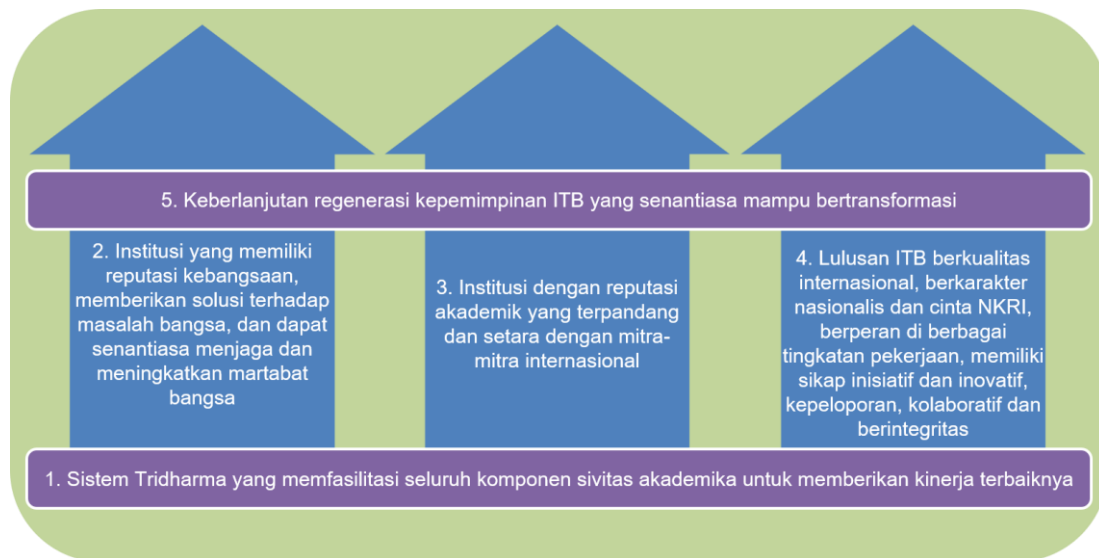 5. Keberlanjutan regenerasi kepemimpinan ITB yang senantiasa mampu bertransformasi
2. Institusi yang memiliki
reputasi kebangsaan,
memberikan solusi terhadap
masalah bangsa, dan dapat
senantiasa menjaga dan
meningkatkan martabat
bangsa
3. Institusi dengan reputasi
akademik yang terpandang
dan setara dengan mitra-
mitra internasional
4. Lulusan ITB berkualitas
internasional, berkarakter
nasionalis dan cinta NKRI,
berperan di berbagai
tingkatan pekerjaan, memiliki
sikap inisiatif dan inovatif,
kepeloporan, kolaboratif dan
berintegritas
1. Sistem Tridharma yang memfasilitasi seluruh komponen sivitas akademika untuk memberikan kinerja terbaiknya